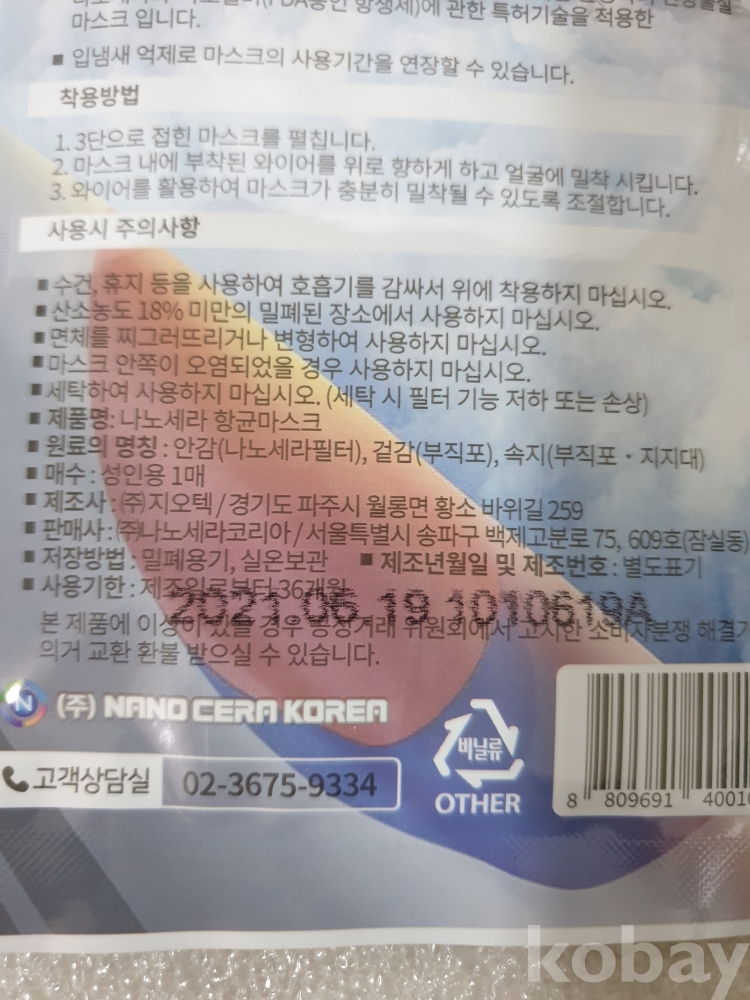 (FDA승인 항생제)에 관한 특허기술을 적용한
마스크 입니다.
■ 입냄새 억제로 마스크의 사용기간을 연장할 수 있습니다.
착용방법
1. 3단으로 접힌 마스크를 펼칩니다.
2. 마스크 내에 부착된 와이어를 위로 향하게 하고 얼굴에 밀착 시킵니다.
3. 와이어를 활용하여 마스크가 충분히 밀착될 수 있도록 조절합니다.
사용시 주의사항
■ 수건, 휴지 등을 사용하여 호흡기를 감싸서 위에 착용하지 마십시오.
■ 산소농도 18% 미만의 밀폐된 장소에서 사용하지 마십시오.
■ 면체를 찌그러뜨리거나 변형하여 사용하지 마십시오.
■ 마스크 안쪽이 오염되었을 경우 사용하지 마십시오.
■ 세탁하여 사용하지 마십시오. (세탁 시 필터 기능 저하 또는 손상)
■ 제품명: 나노세라 항균마스크
■ 원료의 명칭 : 안감(나노세라필터), 겉감(부직포), 속지(부직포・지지대)
■ 매수 : 성인용 1매
■ 제조사 : (주)지오텍 / 경기도 파주시 월롱면 황소 바위길 259
■ 판매사 : (주)나노세라코리아 / 서울특별시 송파구 백제고분로 75, 609호(잠실동)
■ 저장방법 : 밀폐용기, 실온보관 ■ 제조년월일 및 제조번호 : 별도표기
■ 사용기한 : 제조일로부터 36개월
2021.06.19 1010619A
본 제품에 이상이 있을 경우 공정거래 위원회에서 고시한 소비자분쟁 해결기
의거 교환 환불 받으실 수 있습니다.
N (주) NANO CERA KOREA
비닐류
OTHER
고객상담실 02-3675-9334
8 809691 40010
kobay